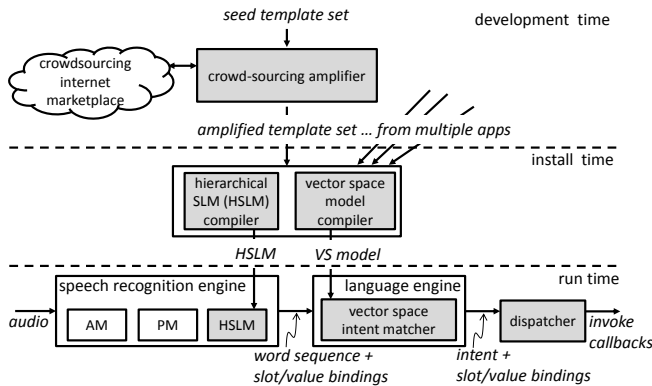 seed template set
development time
crowdsourcing
internet
marketplace
crowd-sourcing amplifier
amplified template set ... from multiple apps
install time
hierarchical
SLM (HSLM)
compiler
vector space
model
compiler
HSLM
VS model
run time
speech recognition engine
language engine
audio
AM
PM
HSLM
vector space
intent matcher
dispatcher
invoke
callbacks
word sequence +
slot/value bindings
intent +
slot/value bindings